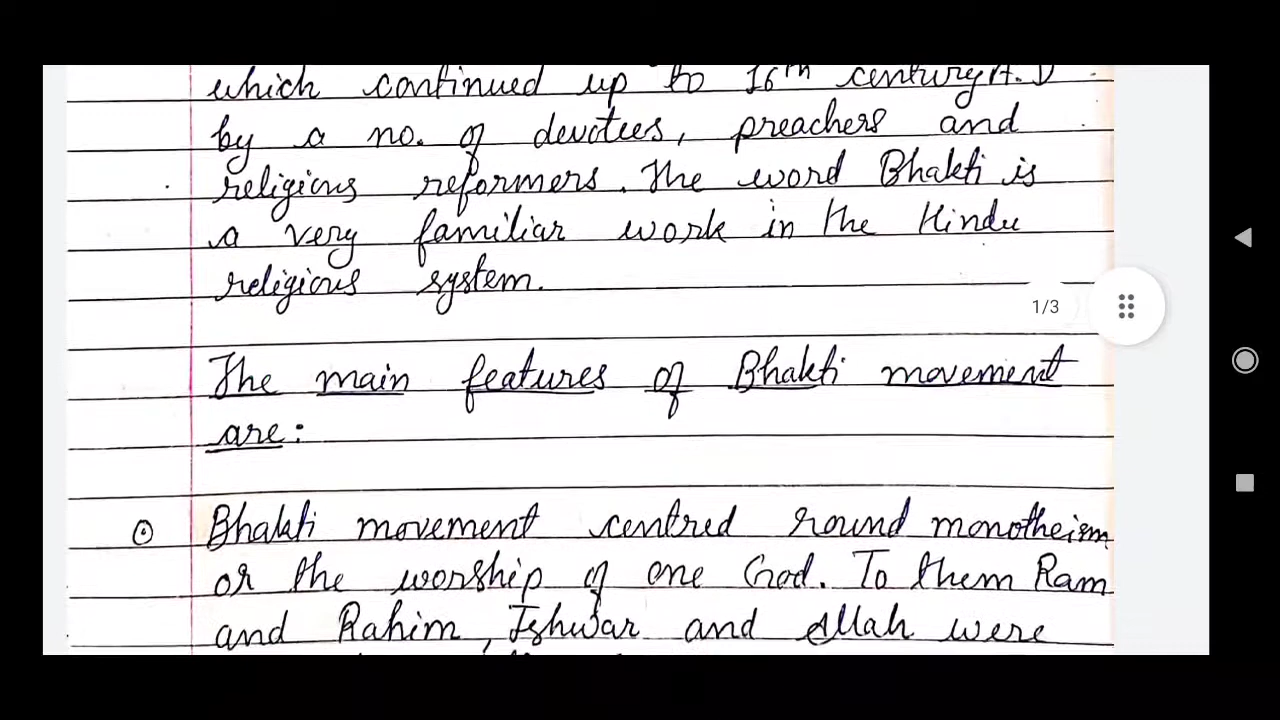 which continued up to 16th century A.D
by a no. of devotees, preachers and
religious reformers. The word Bhakti is
a very familiar work in the Hindu
religious system.
1/3
The main features of Bhakti movement
are:
Bhakti movement centred round monotheism
or the worship of one God. To them Ram
and Rahim, Ishwar and Allah were